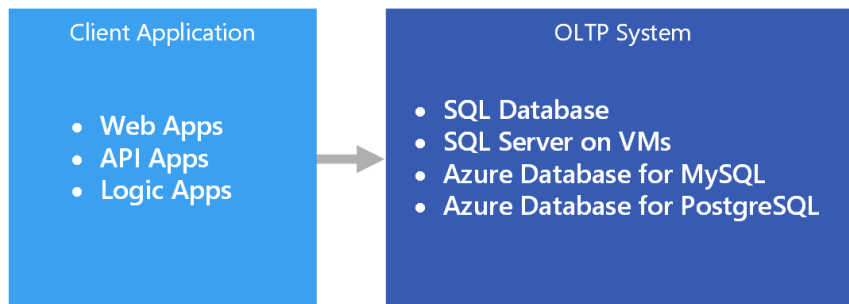 Client Application
• Web Apps
• API Apps
• Logic Apps
OLTP System
• SQL Database
• SQL Server on VMs
• Azure Database for MySQL
• Azure Database for PostgreSQL